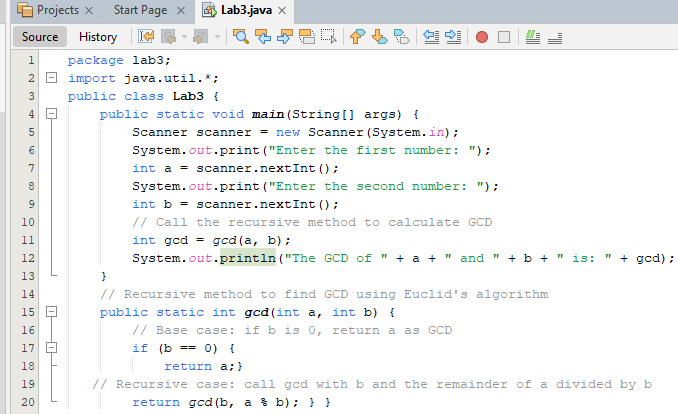 Projects × Start Page × Lab3.java ×
Source History
1 package lab3;
2 import java.util.*;
3 public class Lab3 {
4 public static void main(String[] args) {
5 Scanner scanner = new Scanner(System.in);
6 System.out.print("Enter the first number: ");
7 int a = scanner.nextInt();
8 System.out.print("Enter the second number: ");
9 int b = scanner.nextInt();
10 // Call the recursive method to calculate GCD
11 int gcd = gcd(a, b);
12 System.out.println("The GCD of " + a + " and " + b + " is: " + gcd);
13 }
14 // Recursive method to find GCD using Euclid's algorithm
15 public static int gcd(int a, int b) {
16 // Base case: if b is 0, return a as GCD
17 if (b == 0) {
18 return a;}
19 // Recursive case: call gcd with b and the remainder of a divided by b
20 return gcd(b, a % b); } }